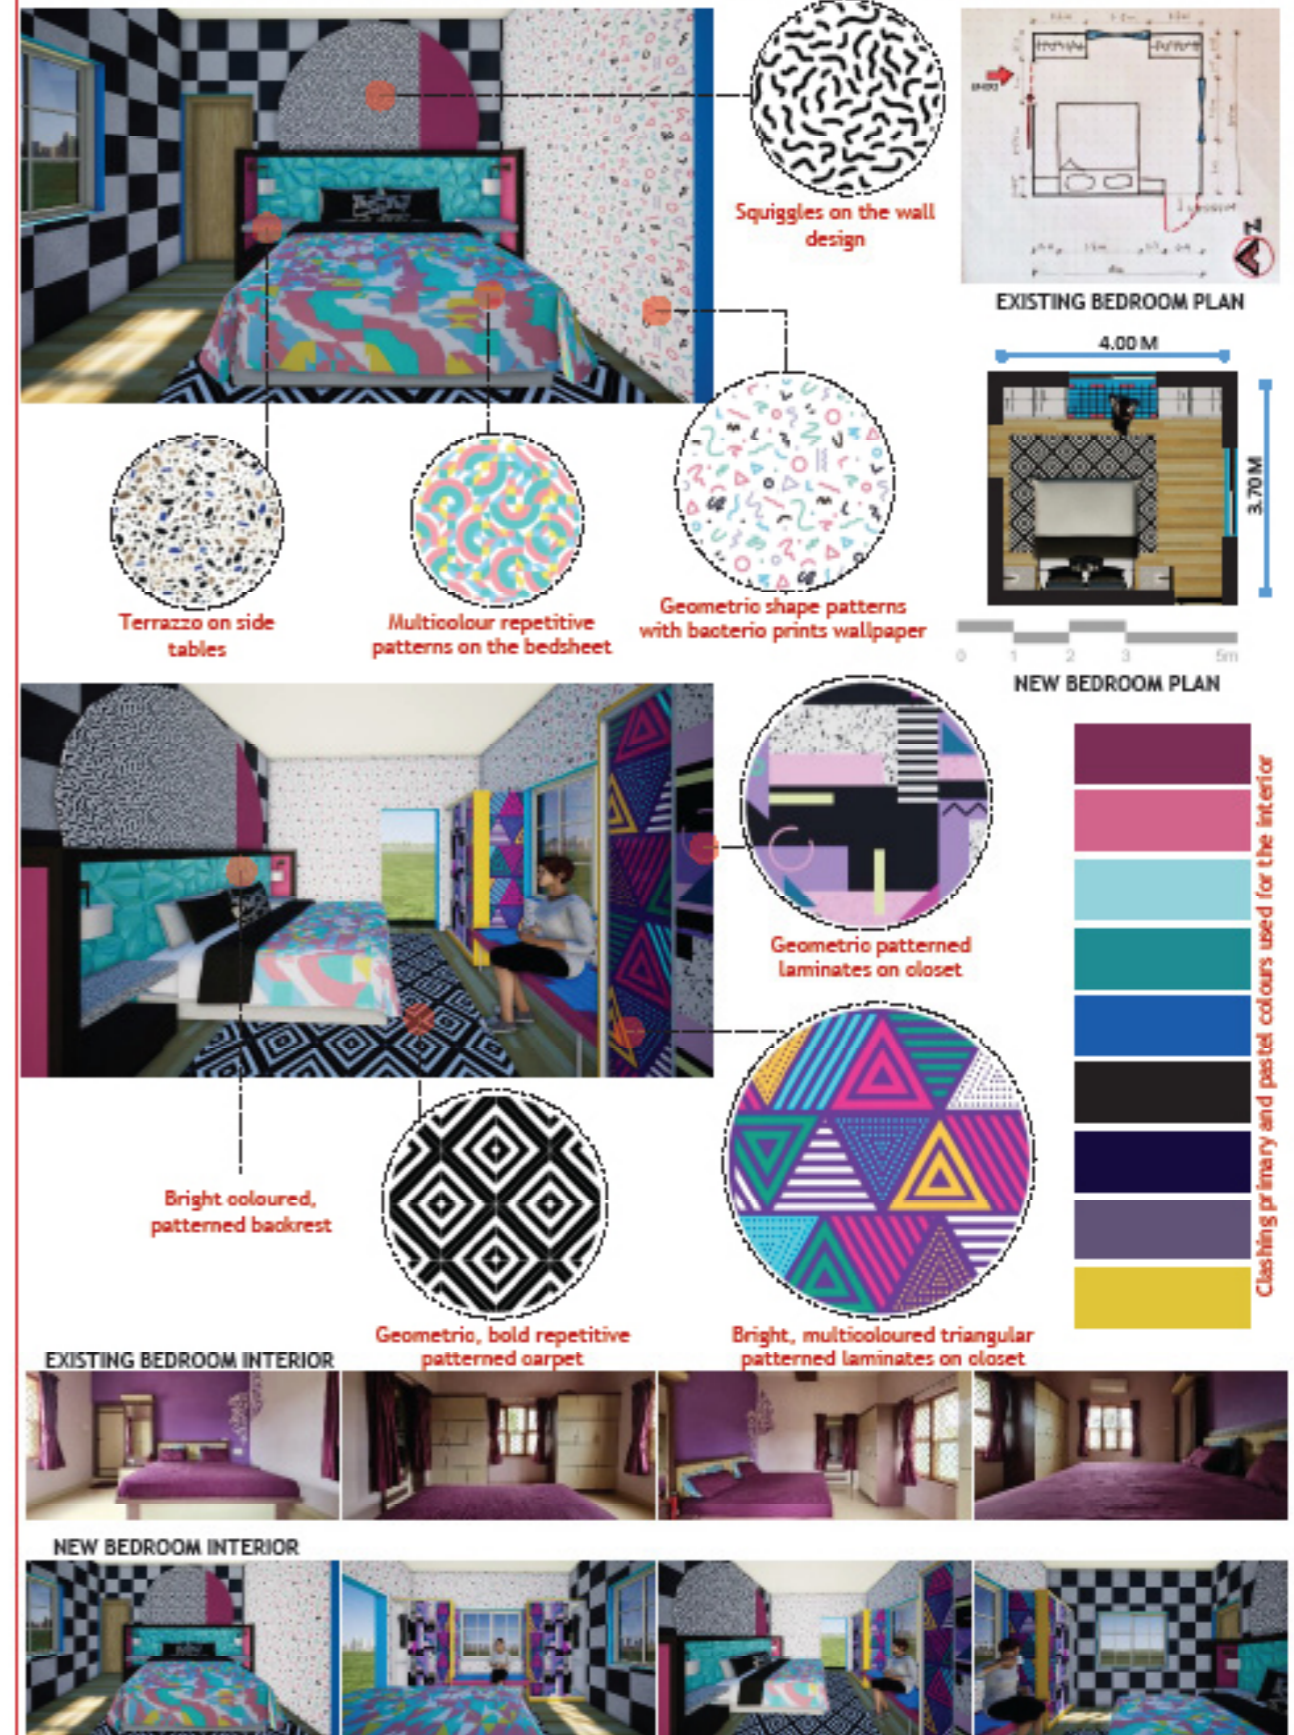 Squiggles on the wall
design
EXISTING BEDROOM PLAN
4.00 M
3.70 M
Terrazzo on side
tables
Multicolour repetitive
patterns on the bedsheet
Geometric shape patterns
with bacterio prints wallpaper
0 1 2 3 5m
NEW BEDROOM PLAN
Geometric patterned
laminates on closet
Clashing primary and pastel colours used for the interior
Bright coloured,
patterned backrest
Geometric, bold repetitive
patterned carpet
Bright, multicoloured triangular
patterned laminates on closet
EXISTING BEDROOM INTERIOR
NEW BEDROOM INTERIOR